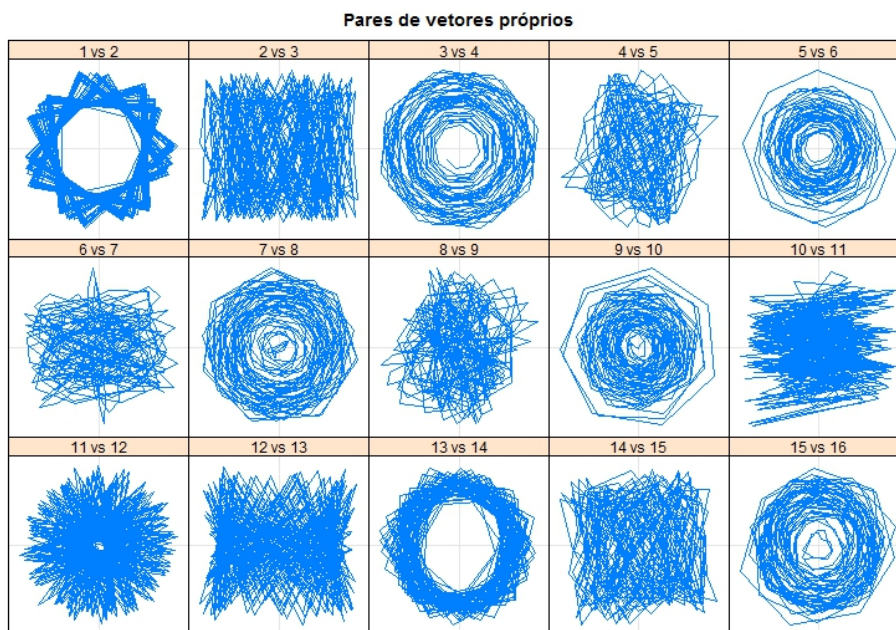 Pares de vetores próprios
1 vs 2
2 vs 3
3 vs 4
4 vs 5
5 vs 6
6 vs 7
7 vs 8
8 vs 9
9 vs 10
10 vs 11
11 vs 12
12 vs 13
13 vs 14
14 vs 15
15 vs 16